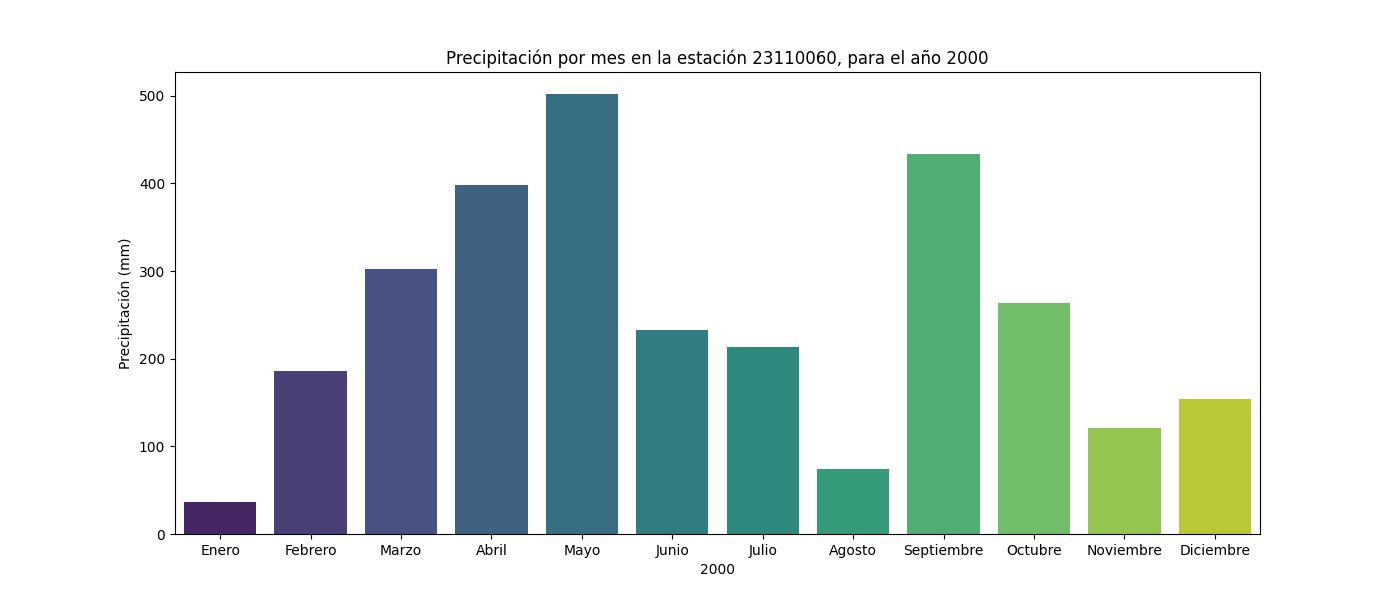 Precipitación por mes en la estación 23110060, para el año 2000
Precipitación (mm)
500
400
300
200
100
0
Enero Febrero Marzo Abril Mayo Junio Julio Agosto Septiembre Octubre Noviembre Diciembre
2000